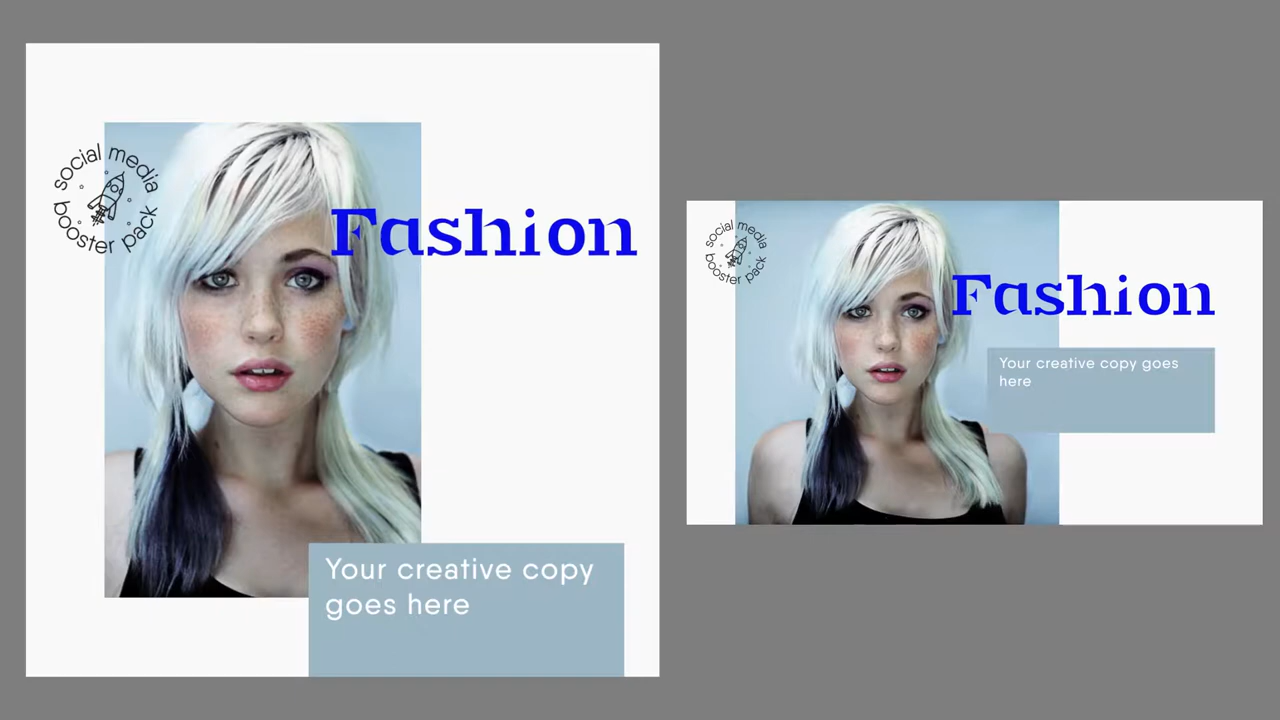 social media
booster pack
Fashion
Your creative copy
goes here
social media
booster pack
Fashion
Your creative copy goes
here